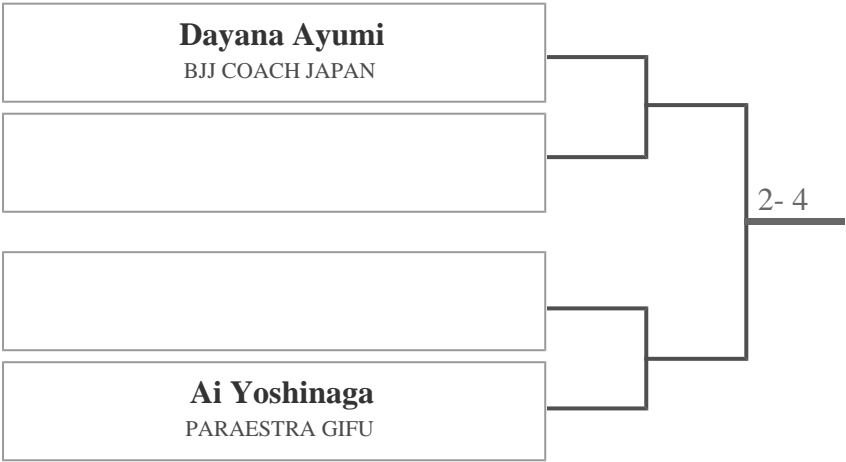 Dayana Ayumi
BJJ COACH JAPAN
2- 4
Ai Yoshinaga
PARAESTRA GIFU